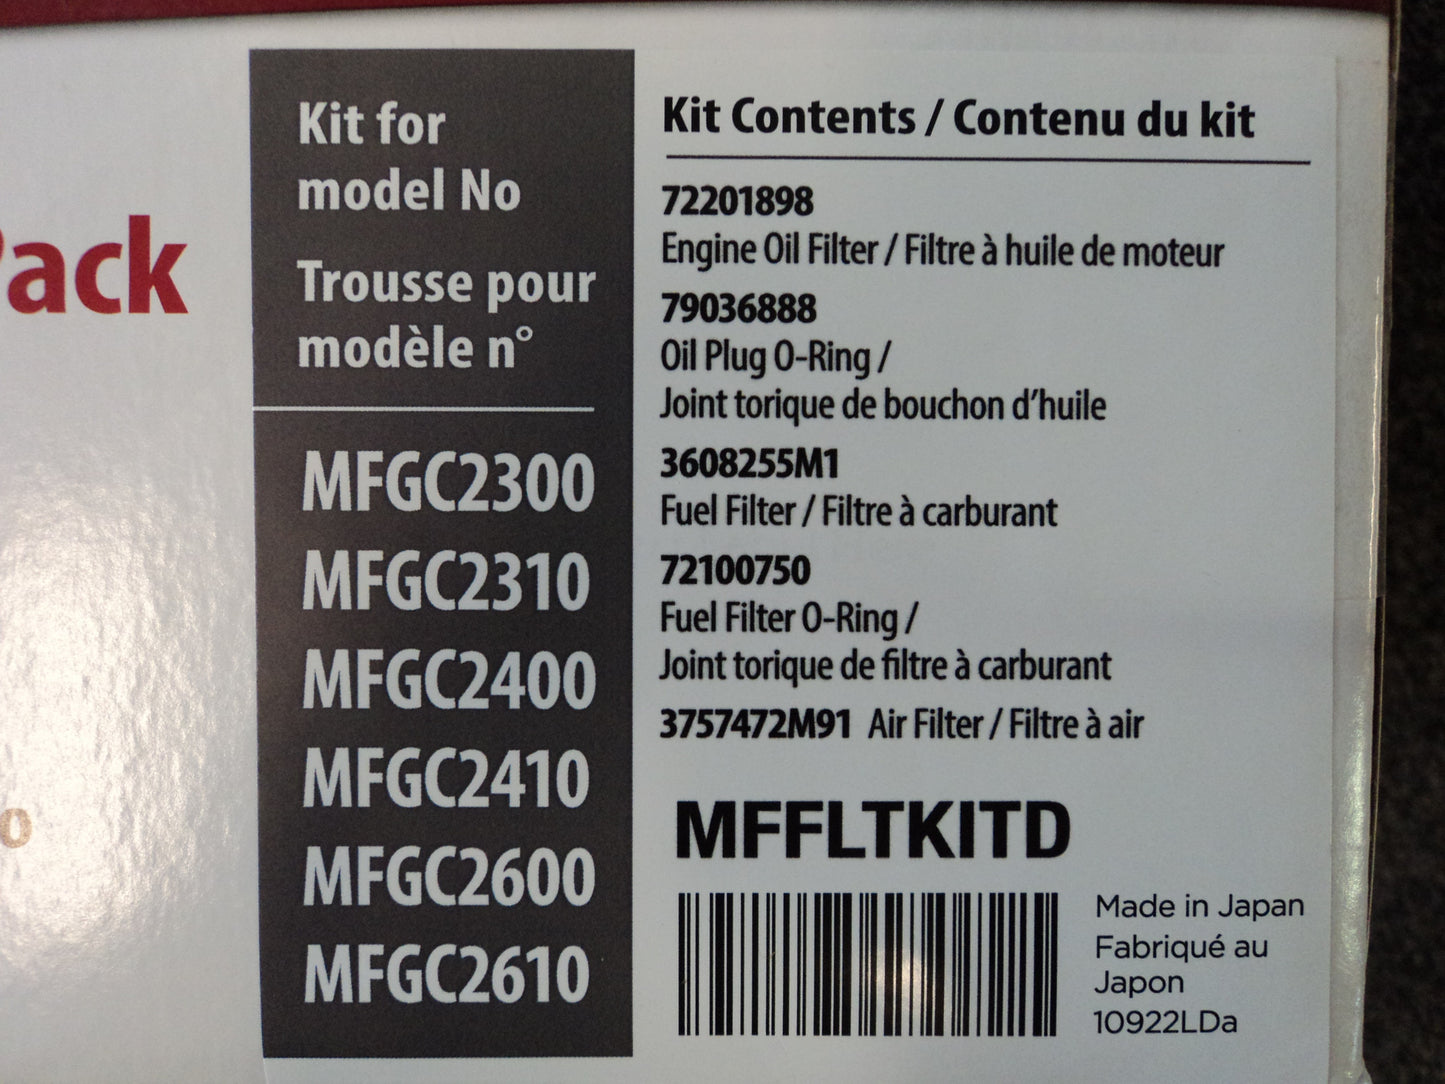 Pack
Kit for
model No
Trousse pour
modèle n°
MFGC2300
MFGC2310
MFGC2400
MFGC2410
MFGC2600
MFGC2610
Kit Contents / Contenu du kit
72201898
Engine Oil Filter / Filtre à huile de moteur
79036888
Oil Plug O-Ring /
Joint torique de bouchon d'huile
3608255M1
Fuel Filter / Filtre à carburant
72100750
Fuel Filter O-Ring /
Joint torique de filtre à carburant
3757472M91 Air Filter / Filtre à air
MFFLTKITD
Made in Japan
Fabriqué au
Japon
10922LDa